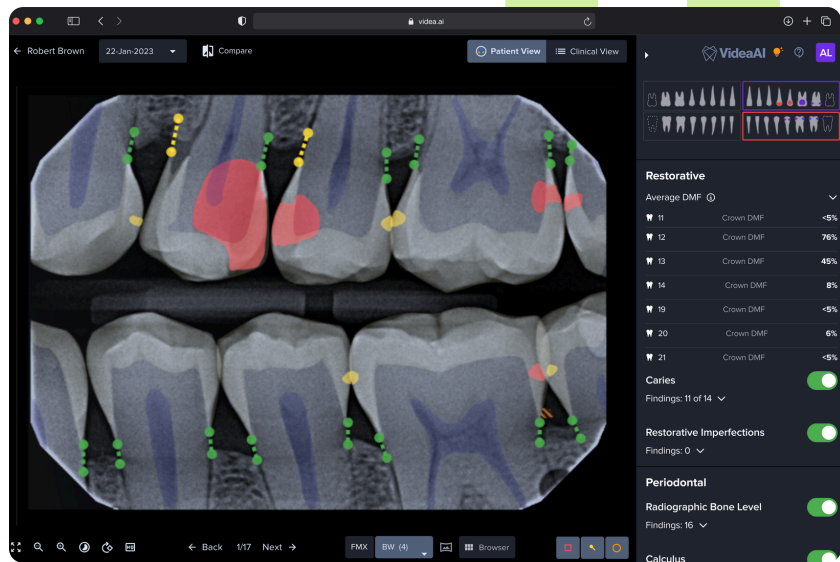 videa.ai
Robert Brown
22-Jan-2023
Compare
Patient View
Clinical View
VideaAI
AL
Restorative
Average DMF
11 Crown DMF <5%
12 Crown DMF 76%
13 Crown DMF 45%
14 Crown DMF 8%
19 Crown DMF <5%
20 Crown DMF 6%
21 Crown DMF <5%
Caries
Findings: 11 of 14
Restorative Imperfections
Findings: 0
Periodontal
Radiographic Bone Level
Findings: 16
Calculus
Back 1/17 Next
FMX
BW (4)
Browser